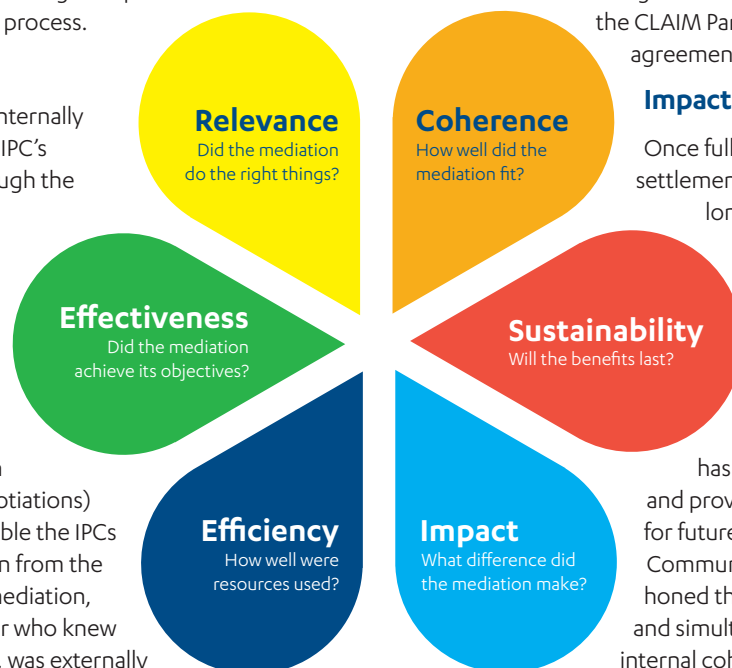 process.
nternally
IPC's
ugh the
the CLAIM Par
agreemen
Impact
Once full
settlemen
lon
Relevance
Did the mediation
do the right things?
Coherence
How well did the
mediation fit?
Effectiveness
Did the mediation
achieve its objectives?
Sustainability
Will the benefits last?
Efficiency
How well were
resources used?
Impact
What difference did
the mediation make?
otiations)
ble the IPCs
n from the
nediation,
r who knew
was externally
has
and prov
for future
Commun
honed th
and simult
internal coh